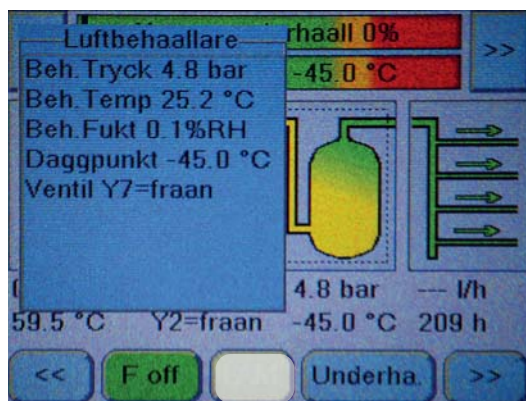 Luftbehaallare
rhaall 0%
>>
Beh.Tryck 4.8 bar
-45.0 °C
Beh.Temp 25.2 °C
Beh.Fukt 0.1%RH
Daggpunkt -45.0 °C
Ventil Y7=fraan
4.8 bar --- l/h
59.5 °C Y2=fraan -45.0 °C 209 h
<< F off Underha. >>